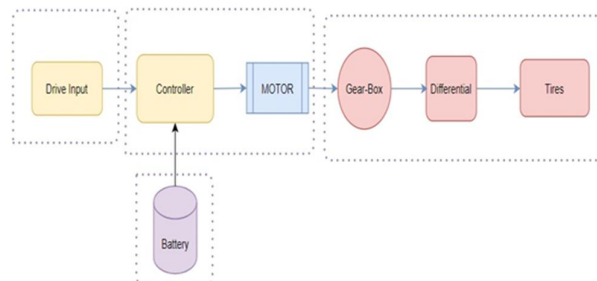 Drive Input
Controller
MOTOR
Gear-Box
Differential
Tires
Battery